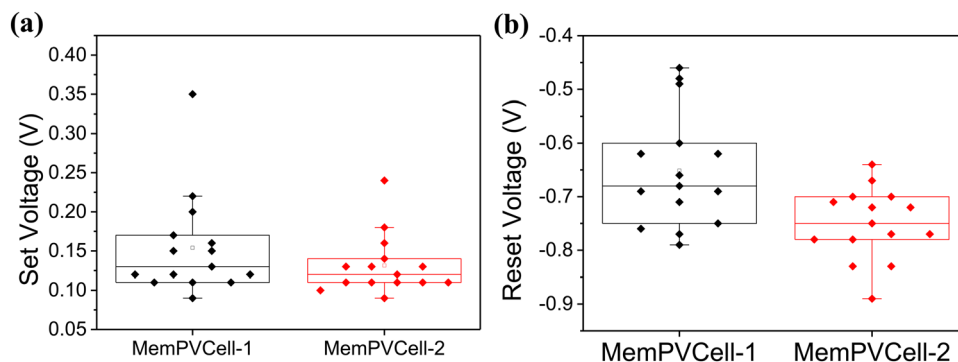 (a)
Set Voltage (V)
0.40
0.35
0.30
0.25
0.20
0.15
0.10
0.05
MemPVCell-1 MemPVCell-2
(b)
Reset Voltage (V)
-0.4
-0.5
-0.6
-0.7
-0.8
-0.9
MemPVCell-1 MemPVCell-2